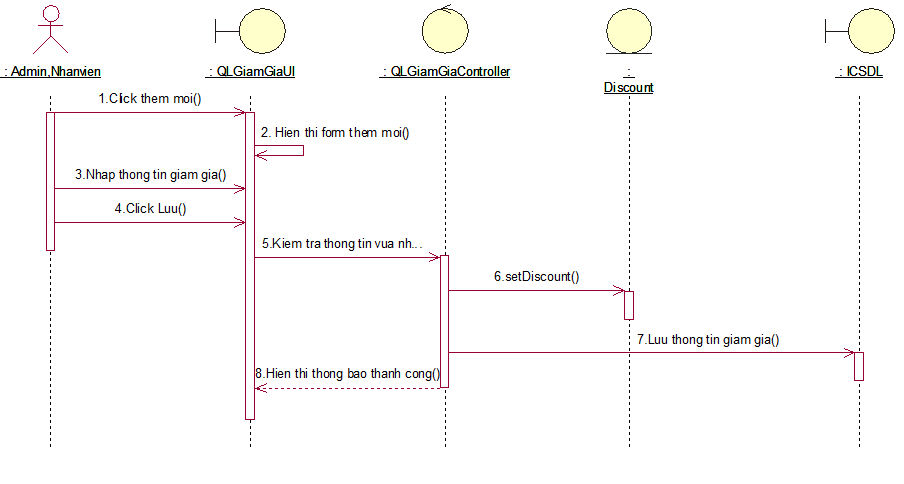 : Admin,Nhanvien
: QLGiamGiaUI
: QLGiamGiaController
:
Discount
: ICSDL
1.Click them moi()
2. Hien thi form them moi()
3.Nhap thong tin giam gia()
4.Click Luu()
5.Kiem tra thong tin vua nh...
6.setDiscount()
7.Luu thong tin giam gia()
8.Hien thi thong bao thanh cong()